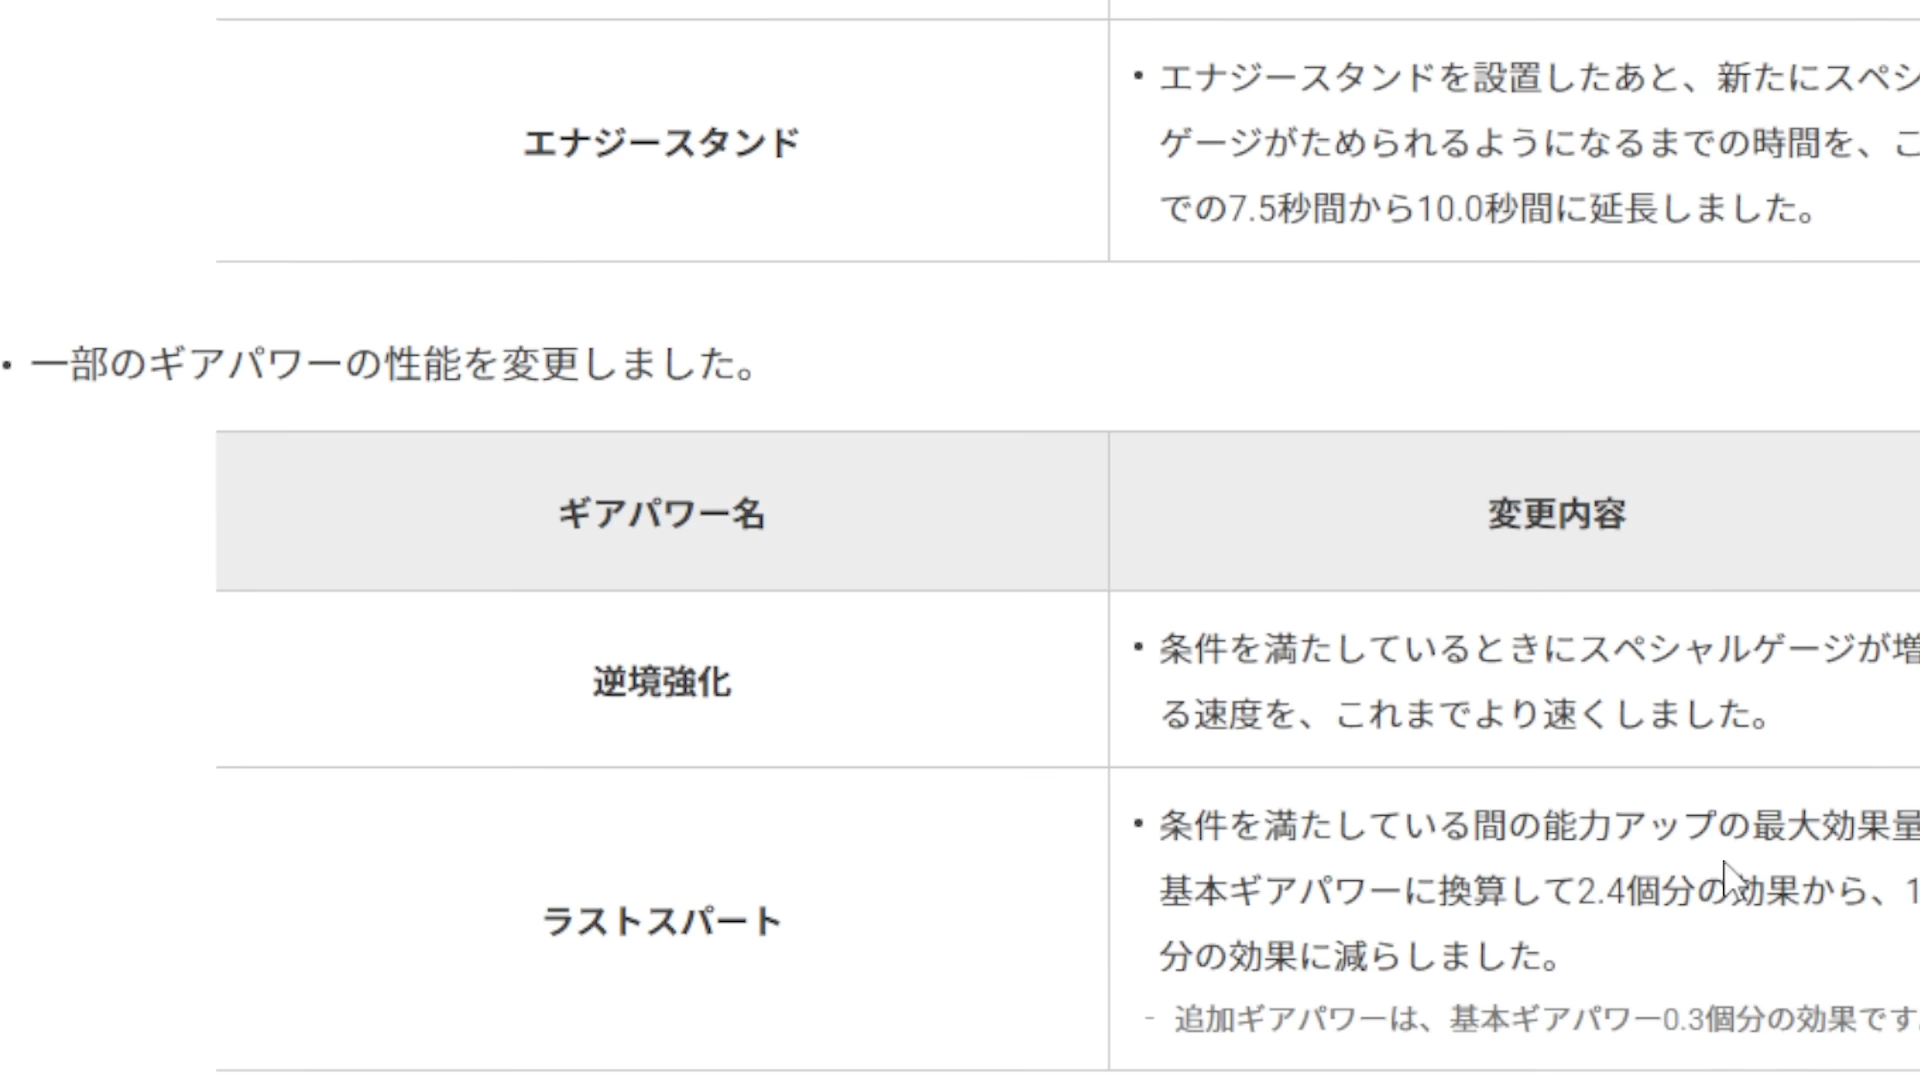 エナジースタンド
・エナジースタンドを設置したあと、新たにスペシ
ゲージがためられるようになるまでの時間を、こ
での7.5秒間から10.0秒間に延長しました。
・一部のギアパワーの性能を変更しました。
ギアパワー名
変更内容
逆境強化
・条件を満たしているときにスペシャルゲージが増
る速度を、これまでより速くしました。
ラストスパート
・条件を満たしている間の能力アップの最大効果量
基本ギアパワーに換算して2.4個分の効果から、1
分の効果に減らしました。
- 追加ギアパワーは、基本ギアパワー0.3個分の効果です